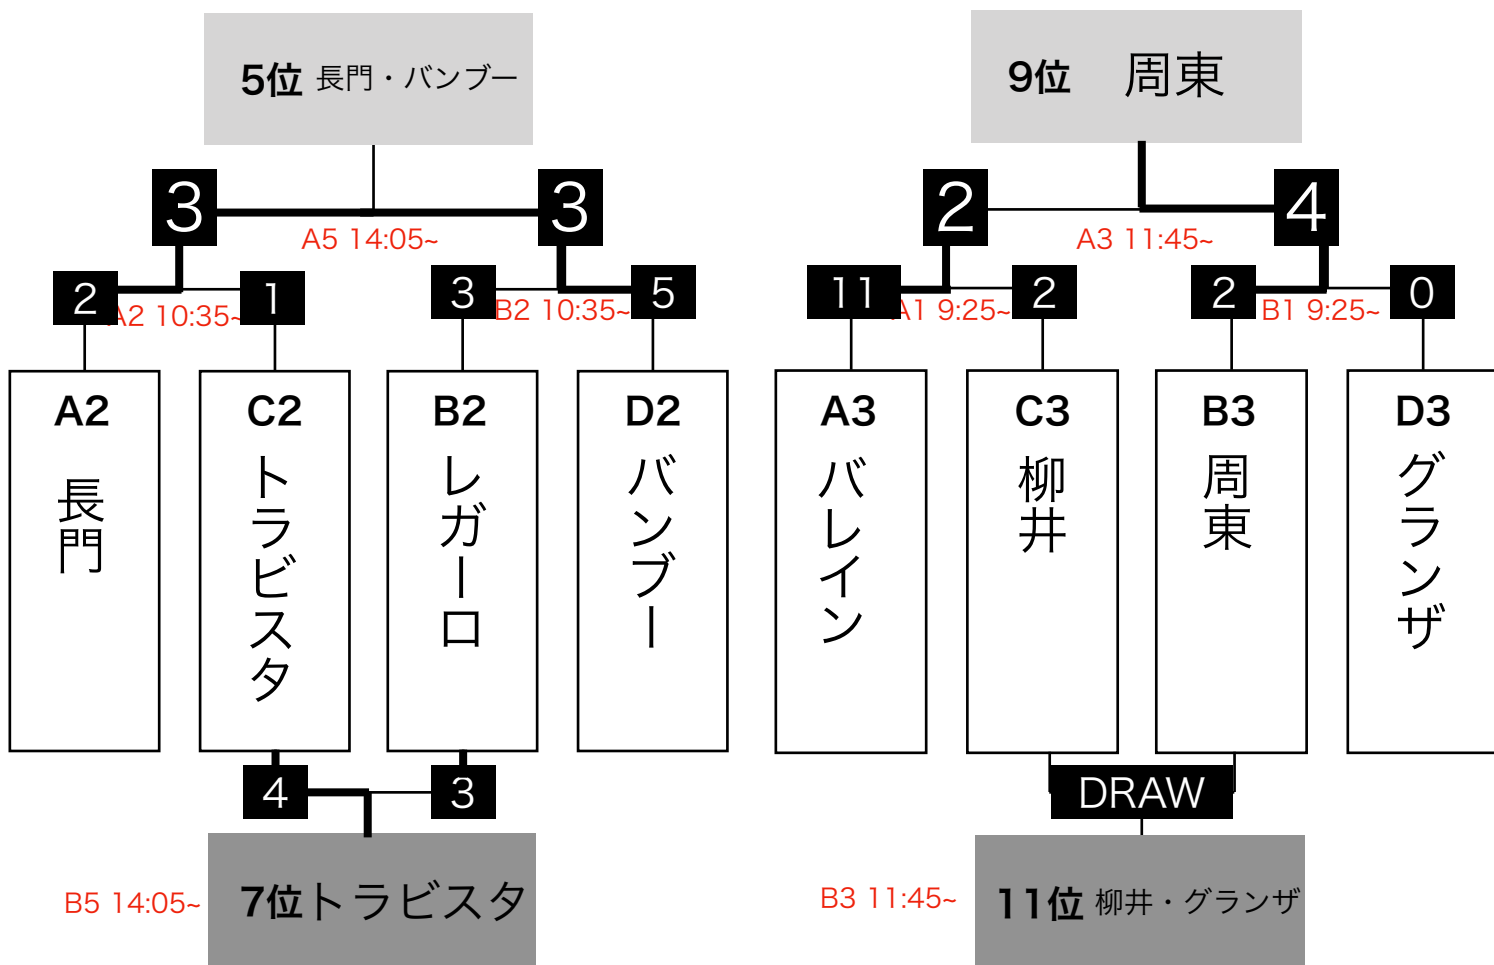 5位 長門・バンブー
9位 周東
3
3
2
4
A5 14:05~
A3 11:45~
2
1
3
5
11
2
2
0
A2 10:35~
B2 10:35~
A1 9:25~
B1 9:25~
A2
C2
B2
D2
A3
C3
B3
D3
長門
トラビスタ
レガーロ
バンブー
バレイン
柳井
周東
グランザ
4
3
DRAW
B5 14:05~
7位トラビスタ
B3 11:45~
11位 柳井・グランザ